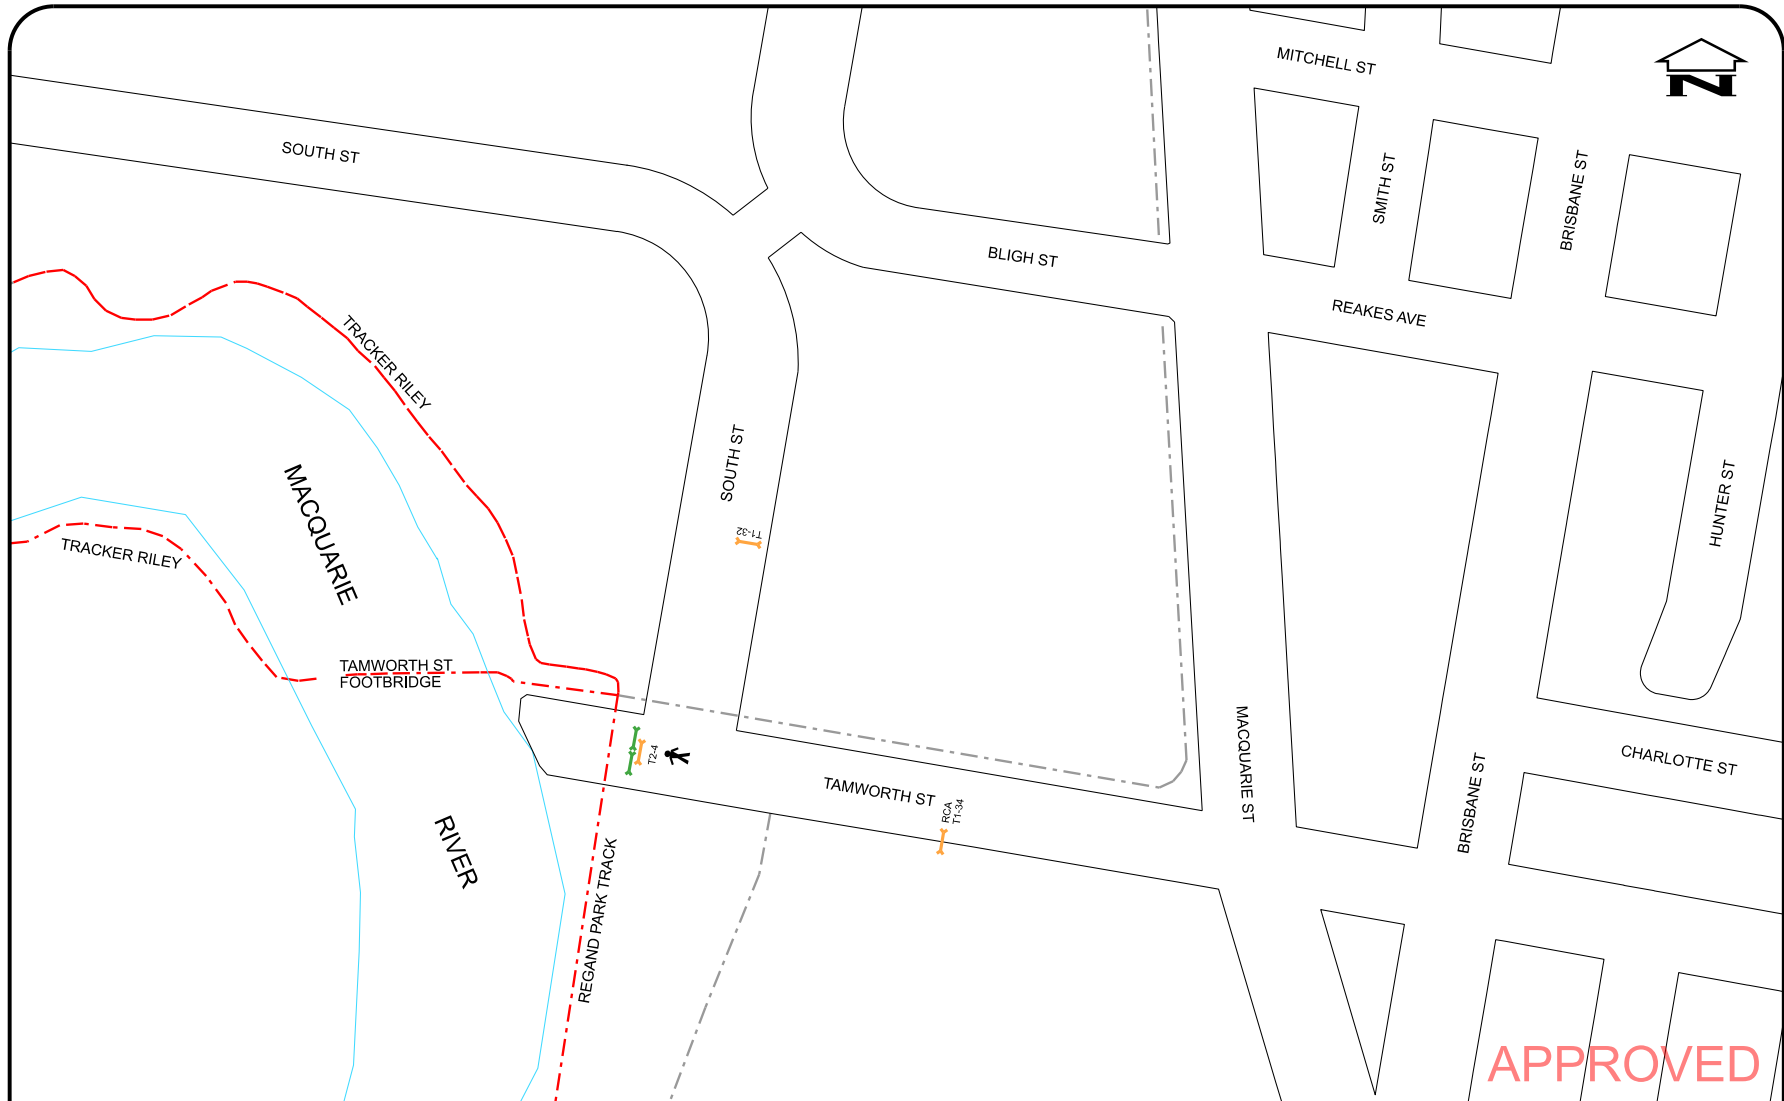 MITCHELL ST
N
SOUTH ST
SMITH ST
BRISBANE ST
BLIGH ST
REAKES AVE
TRACKER RILEY
SOUTH ST
MACQUARIE
HUNTER ST
T1-32
TRACKER RILEY
TAMWORTH ST
FOOTBRIDGE
T2-4
MACQUARIE ST
CHARLOTTE ST
TAMWORTH ST
RCA
T1-34
BRISBANE ST
RIVER
REGAND PARK TRACK
APPROVED